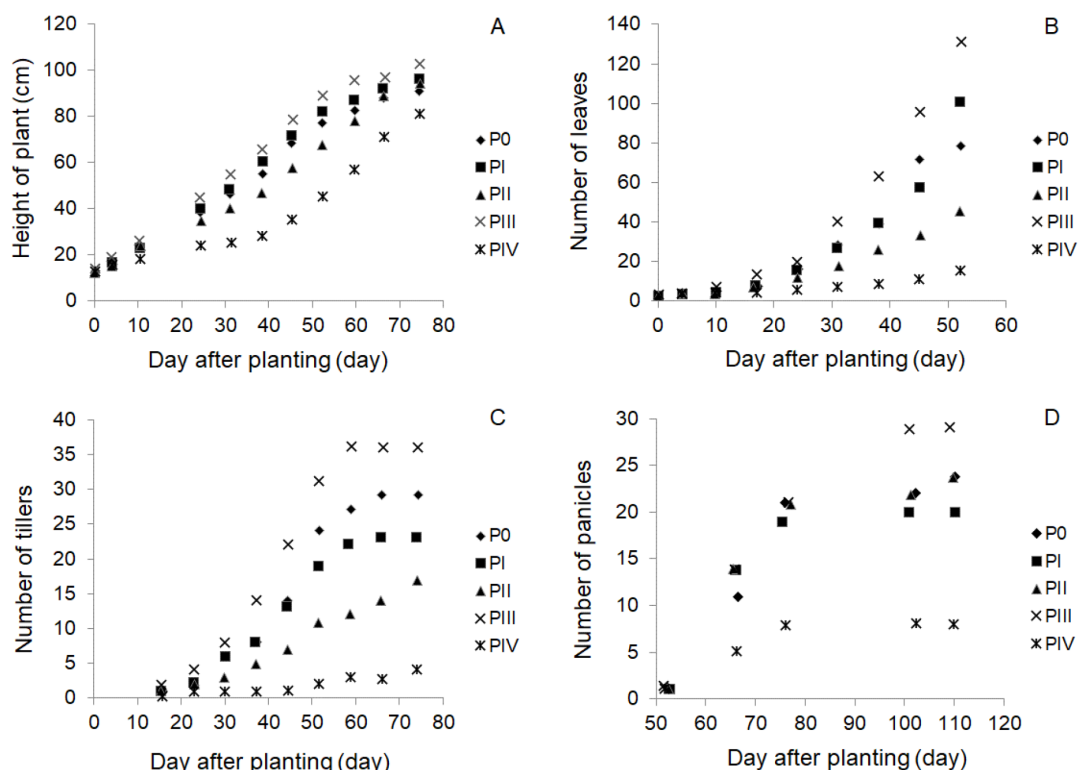 A
Height of plant (cm)
120
100
80
60
40
20
0
0 10 20 30 40 50 60 70 80
Day after planting (day)
P0
PI
PII
PIII
PIV
B
Number of leaves
140
120
100
80
60
40
20
0
0 10 20 30 40 50 60
Day after planting (day)
P0
PI
PII
PIII
PIV
C
Number of tillers
40
35
30
25
20
15
10
5
0
0 10 20 30 40 50 60 70 80
Day after planting (day)
P0
PI
PII
PIII
PIV
D
Number of panicles
30
25
20
15
10
5
0
50 60 70 80 90 100 110 120
Day after planting (day)
P0
PI
PII
PIII
PIV